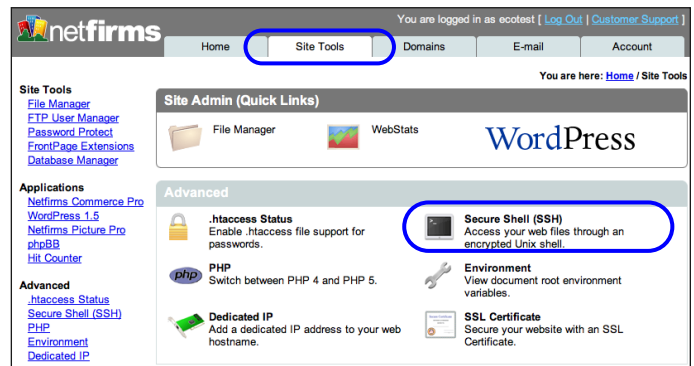 netfirms
You are logged in as ecotest [ Log Out | Customer Support ]
Home
Site Tools
Domains
E-mail
Account
You are here: Home / Site Tools
Site Tools
File Manager
FTP User Manager
Password Protect
FrontPage Extensions
Database Manager
Applications
Netfirms Commerce Pro
WordPress 1.5
Netfirms Picture Pro
phpBB
Hit Counter
Advanced
.htaccess Status
Secure Shell (SSH)
PHP
Environment
Dedicated IP
Site Admin (Quick Links)
File Manager
WebStats
WordPress
Advanced
.htaccess Status
Enable .htaccess file support for
passwords.
Secure Shell (SSH)
Access your web files through an
encrypted Unix shell.
php
PHP
Switch between PHP 4 and PHP 5.
Environment
View document root environment
variables.
Dedicated IP
Add a dedicated IP address to your web
hostname.
SSL Certificate
Secure your website with an SSL
Certificate.